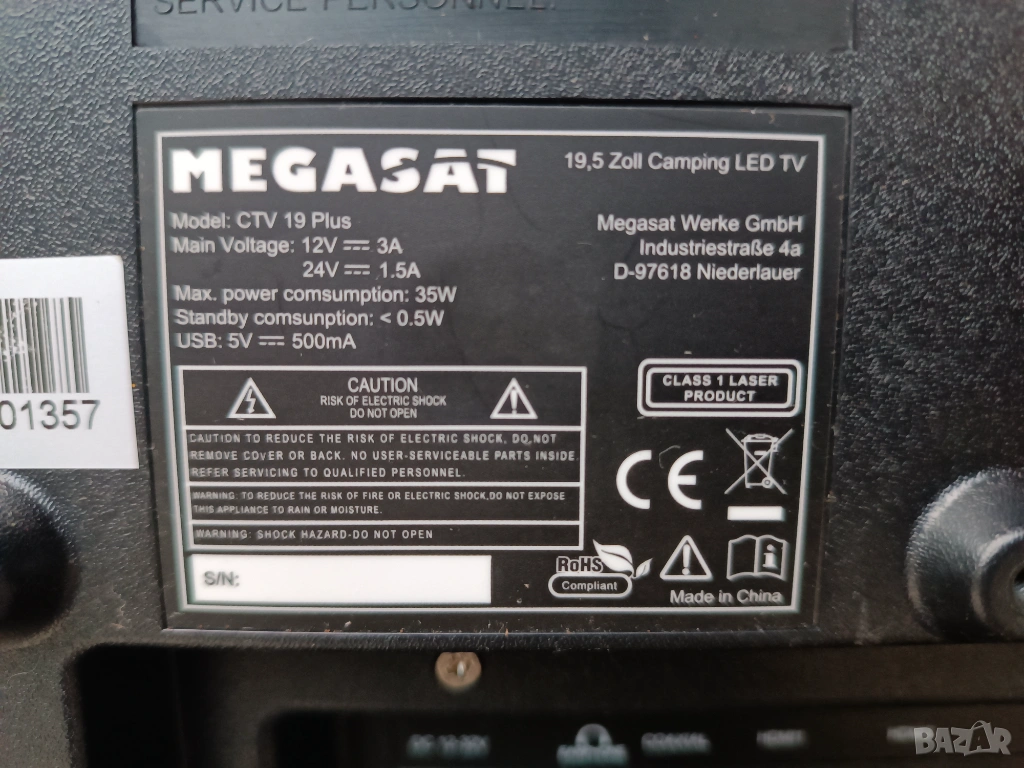 SERVICE PERSONNEL.
MEGASAT
19,5 Zoll Camping LED TV
Model: CTV 19 Plus
Main Voltage: 12V ⎓ 3A
24V ⎓ 1.5A
Max. power comsumption: 35W
Standby comsunption: < 0.5W
USB: 5V ⎓ 500mA
Megasat Werke GmbH
Industriestraße 4a
D-97618 Niederlauer
01357
CAUTION
RISK OF ELECTRIC SHOCK
DO NOT OPEN
CAUTION TO REDUCE THE RISK OF ELECTRIC SHOCK, DO,NOT
REMOVE COvER OR BACK. NO USER-SERVICEABLE PARTS INSIDE.
REFER SERVICING TO QUALIFIED PERSONNEL.
WARNING: TO REDUCE THE RISK OF FIRE OR ELECTRIC SHOCK,DO NOT EXPOSE
THIS APPLIANCE TO RAIN OR MOISTURE.
WARNING: SHOCK HAZARD-DO NOT OPEN
S/N:
CLASS 1 LASER
PRODUCT
CE
RoHS
Compliant
Made in China
COAXIAL
HDMI
BAZAR